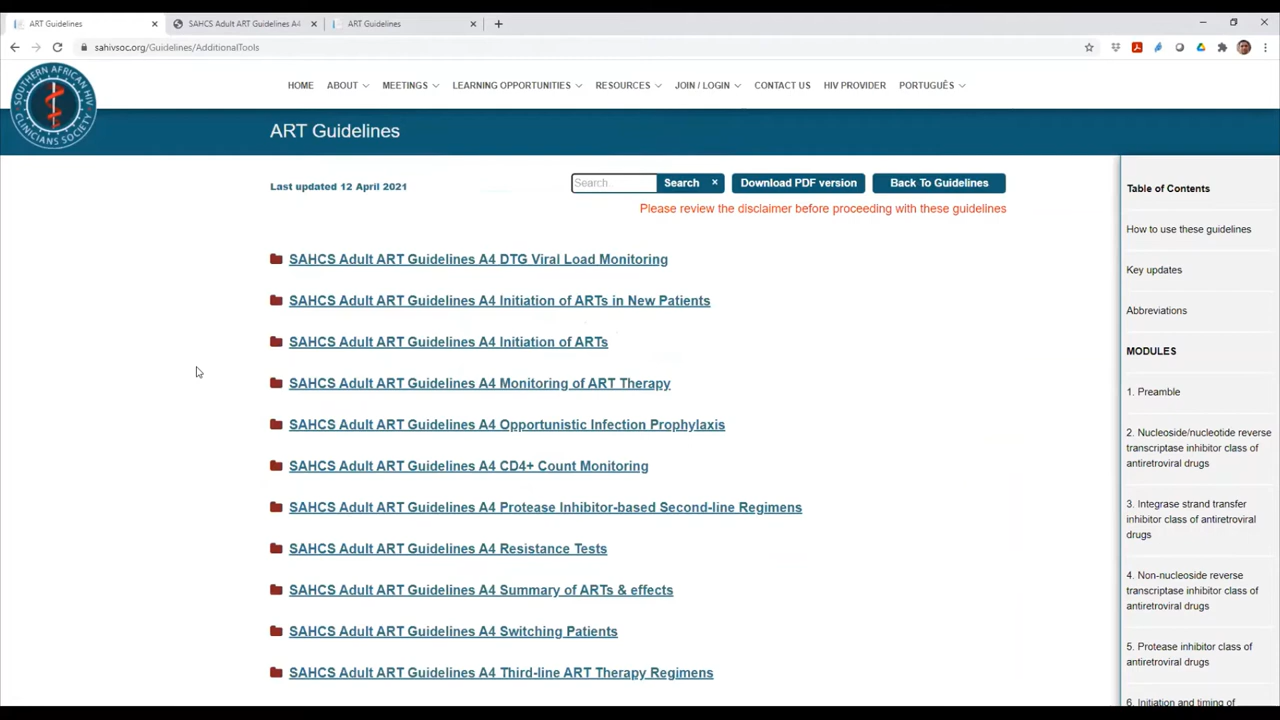 ART Guidelines
SAHCS Adult ART Guidelines A4
ART Guidelines
sahivsoc.org/Guidelines/AdditionalTools
SOUTHERN AFRICAN HIV CLINICIANS SOCIETY
HOME ABOUT MEETINGS LEARNING OPPORTUNITIES RESOURCES JOIN / LOGIN CONTACT US HIV PROVIDER PORTUGUÊS
ART Guidelines
Last updated 12 April 2021
Search.. Search × Download PDF version Back To Guidelines
Please review the disclaimer before proceeding with these guidelines
SAHCS Adult ART Guidelines A4 DTG Viral Load Monitoring
SAHCS Adult ART Guidelines A4 Initiation of ARTs in New Patients
SAHCS Adult ART Guidelines A4 Initiation of ARTs
SAHCS Adult ART Guidelines A4 Monitoring of ART Therapy
SAHCS Adult ART Guidelines A4 Opportunistic Infection Prophylaxis
SAHCS Adult ART Guidelines A4 CD4+ Count Monitoring
SAHCS Adult ART Guidelines A4 Protease Inhibitor-based Second-line Regimens
SAHCS Adult ART Guidelines A4 Resistance Tests
SAHCS Adult ART Guidelines A4 Summary of ARTs & effects
SAHCS Adult ART Guidelines A4 Switching Patients
SAHCS Adult ART Guidelines A4 Third-line ART Therapy Regimens
Table of Contents
How to use these guidelines
Key updates
Abbreviations
MODULES
1. Preamble
2. Nucleoside/nucleotide reverse
transcriptase inhibitor class of
antiretroviral drugs
3. Integrase strand transfer
inhibitor class of antiretroviral
drugs
4. Non-nucleoside reverse
transcriptase inhibitor class of
antiretroviral drugs
5. Protease inhibitor class of
antiretroviral drugs
6. Initiation and timing of